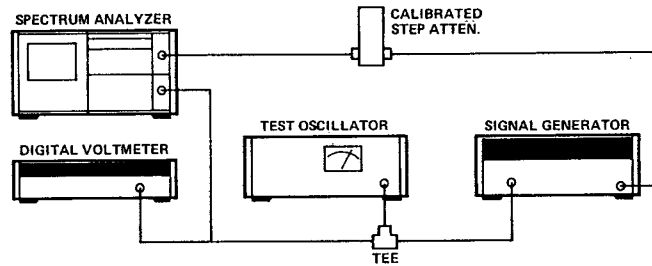 SPECTRUM ANALYZER
CALIBRATED
STEP ATTEN.
TEST OSCILLATOR
SIGNAL GENERATOR
DIGITAL VOLTMETER
TEE